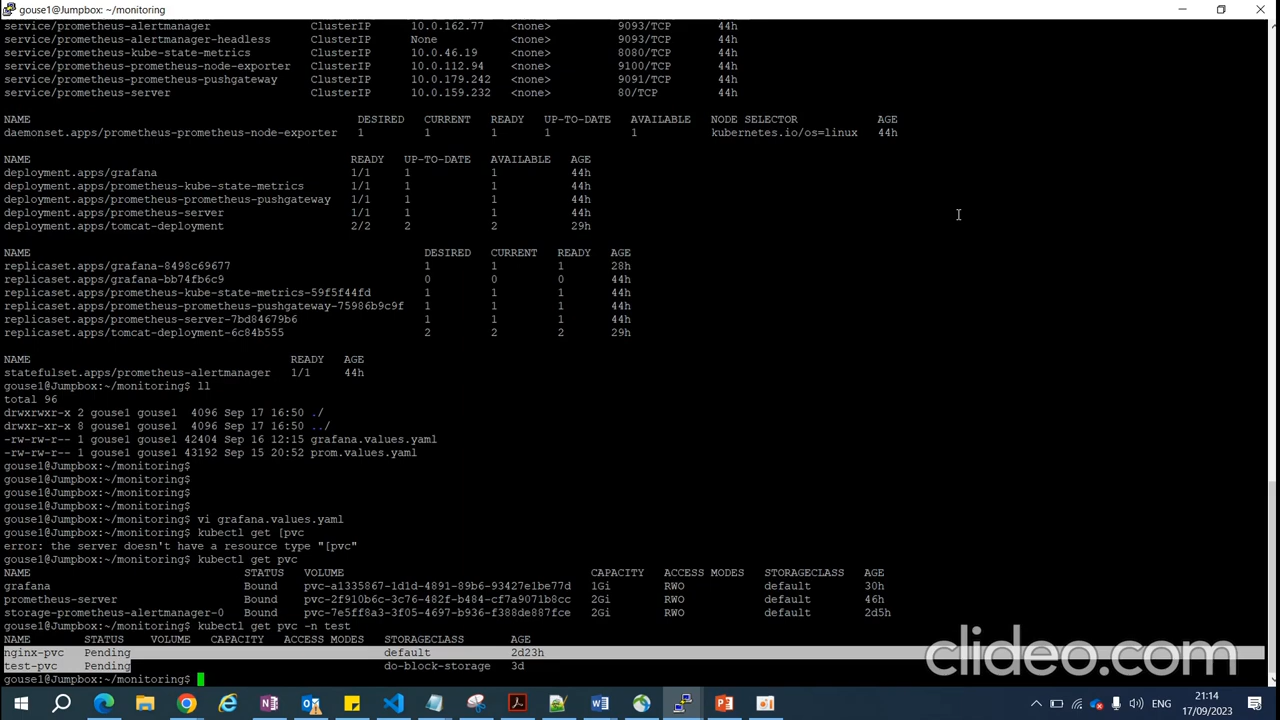 gouse1@Jumpbox: ~/monitoring
service/prometheus-alertmanager ClusterIP 10.0.162.77 <none> 9093/TCP 44h
service/prometheus-alertmanager-headless ClusterIP None <none> 9093/TCP 44h
service/prometheus-kube-state-metrics ClusterIP 10.0.46.19 <none> 8080/TCP 44h
service/prometheus-prometheus-node-exporter ClusterIP 10.0.112.94 <none> 9100/TCP 44h
service/prometheus-prometheus-pushgateway ClusterIP 10.0.179.242 <none> 9091/TCP 44h
service/prometheus-server ClusterIP 10.0.159.232 <none> 80/TCP 44h
NAME DESIRED CURRENT READY UP-TO-DATE AVAILABLE NODE SELECTOR AGE
daemonset.apps/prometheus-prometheus-node-exporter 1 1 1 1 1 kubernetes.io/os=linux 44h
NAME READY UP-TO-DATE AVAILABLE AGE
deployment.apps/grafana 1/1 1 1 44h
deployment.apps/prometheus-kube-state-metrics 1/1 1 1 44h
deployment.apps/prometheus-prometheus-pushgateway 1/1 1 1 44h
deployment.apps/prometheus-server 1/1 1 1 44h
deployment.apps/tomcat-deployment 2/2 2 2 29h
NAME DESIRED CURRENT READY AGE
replicaset.apps/grafana-8498c69677 1 1 1 28h
replicaset.apps/grafana-bb74fb6c9 0 0 0 44h
replicaset.apps/prometheus-kube-state-metrics-59f5f44fd 1 1 1 44h
replicaset.apps/prometheus-prometheus-pushgateway-75986b9c9f 1 1 1 44h
replicaset.apps/prometheus-server-7bd84679b6 1 1 1 44h
replicaset.apps/tomcat-deployment-6c84b555 2 2 2 29h
NAME READY AGE
statefulset.apps/prometheus-alertmanager 1/1 44h
gouse1@Jumpbox:~/monitoring$ ll
total 96
drwxrwxr-x 2 gouse1 gouse1 4096 Sep 17 16:50 ./
drwxr-xr-x 8 gouse1 gouse1 4096 Sep 17 16:50 ../
-rw-rw-r-- 1 gouse1 gouse1 42404 Sep 16 12:15 grafana.values.yaml
-rw-rw-r-- 1 gouse1 gouse1 43192 Sep 15 20:52 prom.values.yaml
gouse1@Jumpbox:~/monitoring$
gouse1@Jumpbox:~/monitoring$
gouse1@Jumpbox:~/monitoring$
gouse1@Jumpbox:~/monitoring$
gouse1@Jumpbox:~/monitoring$ vi grafana.values.yaml
gouse1@Jumpbox:~/monitoring$ kubectl get [pvc
error: the server doesn't have a resource type "[pvc"
gouse1@Jumpbox:~/monitoring$ kubectl get pvc
NAME STATUS VOLUME CAPACITY ACCESS MODES STORAGECLASS AGE
grafana Bound pvc-a1335867-1d1d-4891-89b6-93427e1be77d 1Gi RWO default 30h
prometheus-server Bound pvc-2f910b6c-3c76-482f-b484-cf7a9071b8cc 2Gi RWO default 46h
storage-prometheus-alertmanager-0 Bound pvc-7e5ff8a3-3f05-4697-b936-f388de887fce 2Gi RWO default 2d5h
gouse1@Jumpbox:~/monitoring$ kubectl get pvc -n test
NAME STATUS VOLUME CAPACITY ACCESS MODES STORAGECLASS AGE
nginx-pvc Pending default 2d23h
test-pvc Pending do-block-storage 3d
gouse1@Jumpbox:~/monitoring$
clideo.com
ENG
21:14
17/09/2023